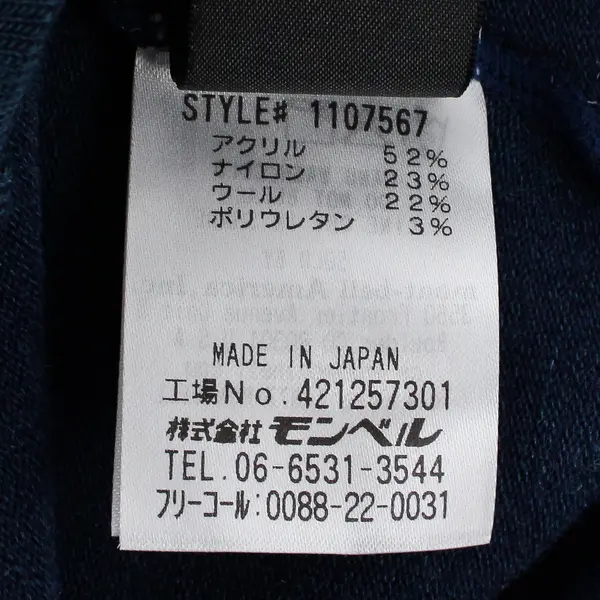 STYLE# 1107567
アクリル 52%
ナイロン 23%
ウール 22%
ポリウレタン 3%
MADE IN JAPAN
工場No.421257301
株式会社 モンベル
TEL.06-6531-3544
フリーコール:0088-22-0031